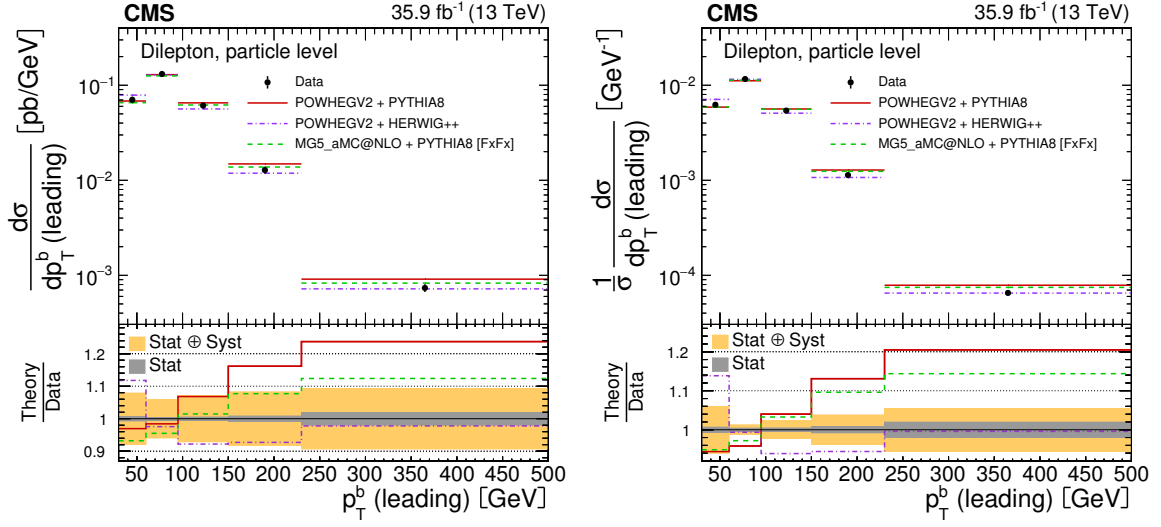 CMS 35.9 fb⁻¹ (13 TeV)
Dilepton, particle level
Data
POWHEGV2 + PYTHIA8
POWHEGV2 + HERWIG++
MG5_aMC@NLO + PYTHIA8 [FxFx]
10⁻¹
10⁻²
10⁻³
dσ / dp_T^b (leading) [pb/GeV]
Stat ⊕ Syst
Stat
1.2
1.1
1
0.9
Theory / Data
50 100 150 200 250 300 350 400 450 500
p_T^b (leading) [GeV]
CMS 35.9 fb⁻¹ (13 TeV)
Dilepton, particle level
Data
POWHEGV2 + PYTHIA8
POWHEGV2 + HERWIG++
MG5_aMC@NLO + PYTHIA8 [FxFx]
10⁻²
10⁻³
10⁻⁴
1/σ dσ / dp_T^b (leading) [GeV⁻¹]
Stat ⊕ Syst
Stat
1.2
1.1
1
Theory / Data
50 100 150 200 250 300 350 400 450 500
p_T^b (leading) [GeV]